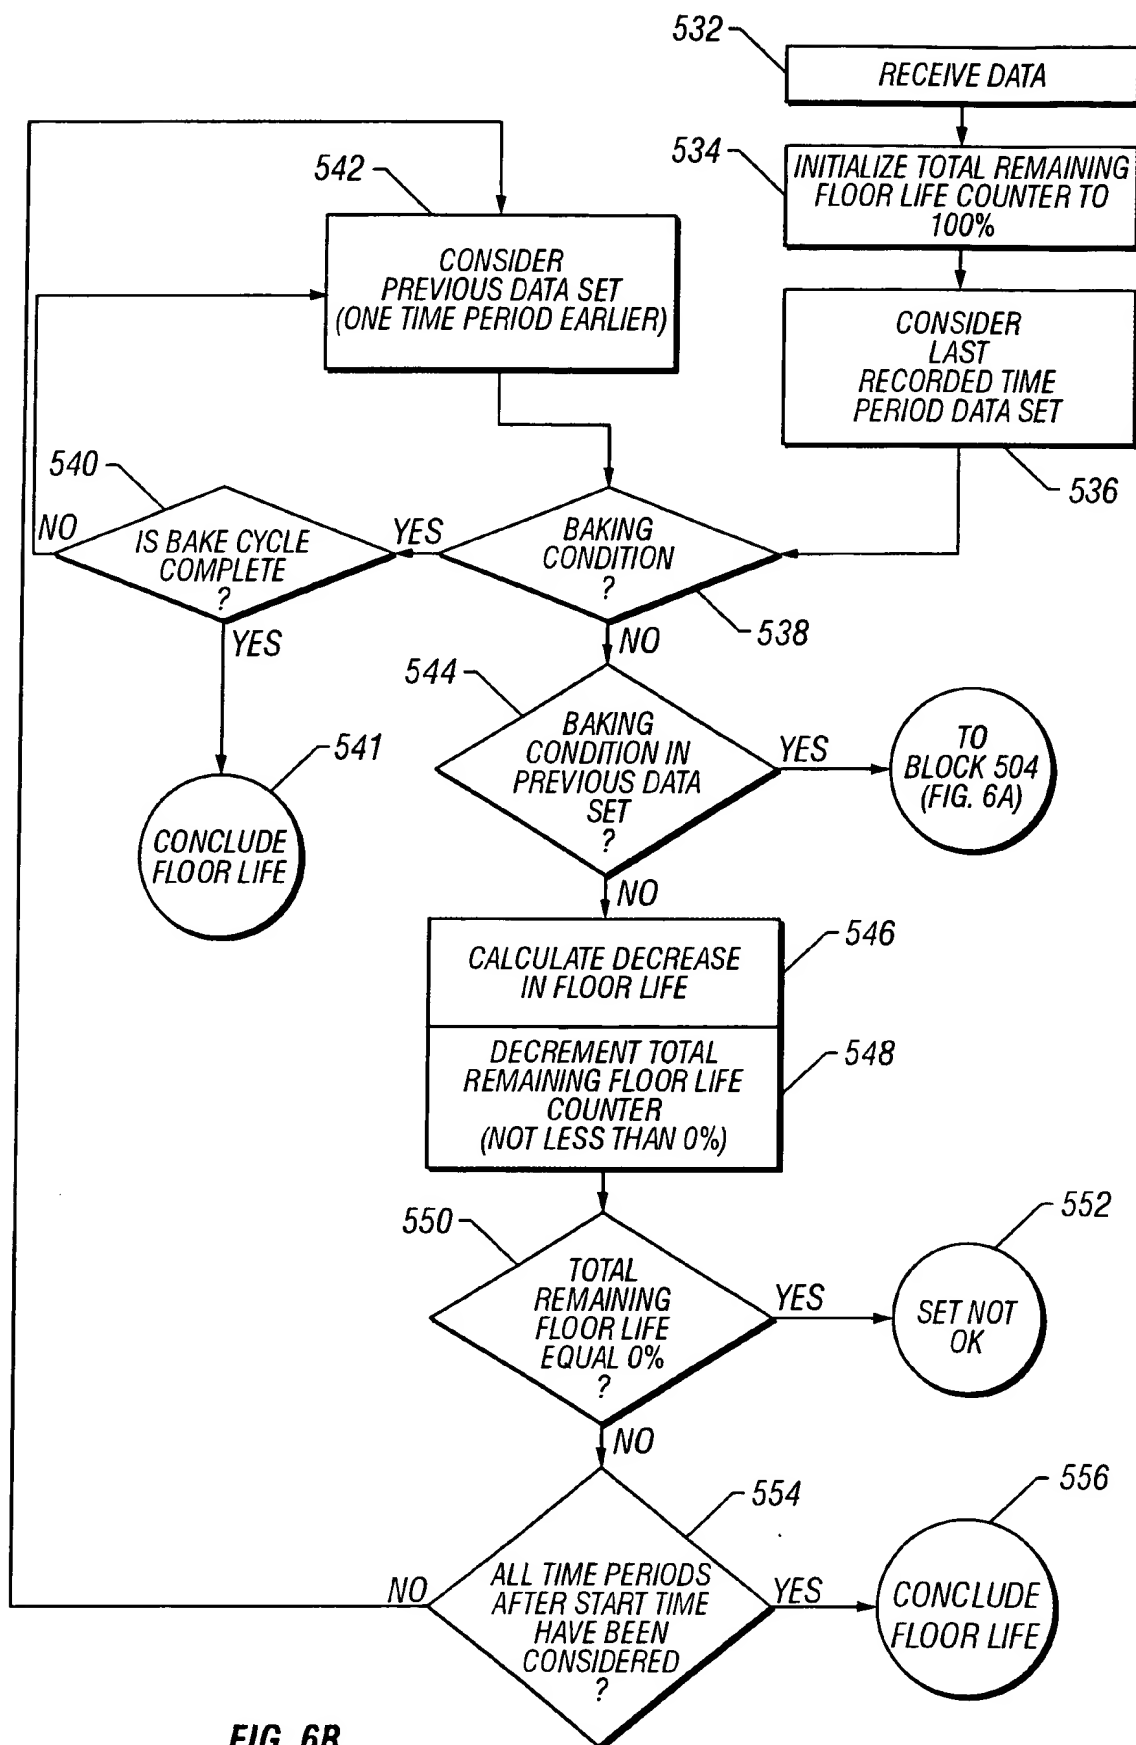 532
RECEIVE DATA
534
INITIALIZE TOTAL REMAINING
FLOOR LIFE COUNTER TO
100%
542
CONSIDER
PREVIOUS DATA SET
(ONE TIME PERIOD EARLIER)
CONSIDER
LAST
RECORDED TIME
PERIOD DATA SET
536
540
NO
IS BAKE CYCLE
COMPLETE
?
YES
BAKING
CONDITION
?
538
YES
NO
544
BAKING
CONDITION IN
PREVIOUS DATA
SET
?
YES
TO
BLOCK 504
(FIG. 6A)
541
CONCLUDE
FLOOR LIFE
NO
546
CALCULATE DECREASE
IN FLOOR LIFE
548
DECREMENT TOTAL
REMAINING FLOOR LIFE
COUNTER
(NOT LESS THAN 0%)
550
TOTAL
REMAINING
FLOOR LIFE
EQUAL 0%
?
YES
552
SET NOT
OK
NO
554
NO
ALL TIME PERIODS
AFTER START TIME
HAVE BEEN
CONSIDERED
?
YES
556
CONCLUDE
FLOOR LIFE
FIG. 6B